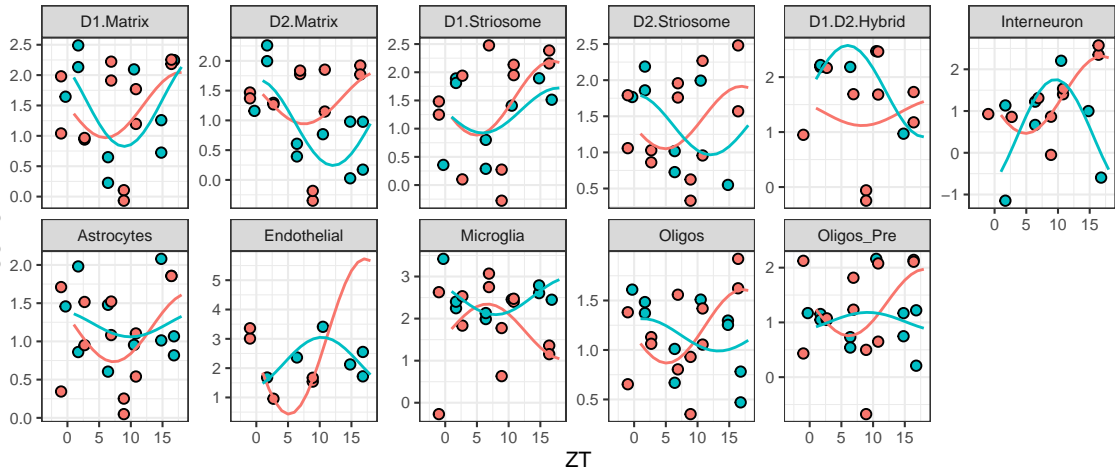 D1.Matrix D2.Matrix D1.Striosome D2.Striosome D1.D2.Hybrid Interneuron
2.5 2.0 1.5 1.0 0.5 0.0
2.0 1.5 1.0 0.5 0.0
2.5 2.0 1.5 1.0 0.5 0.0
2.5 2.0 1.5 1.0 0.5
2 1 0
2 1 0 −1
0 5 10 15
Astrocytes Endothelial Microglia Oligos Oligos_Pre
2.0 1.5 1.0 0.5 0.0
5 4 3 2 1
3 2 1 0
1.5 1.0 0.5
2 1 0
0 5 10 15 0 5 10 15 0 5 10 15 0 5 10 15 0 5 10 15
ZT